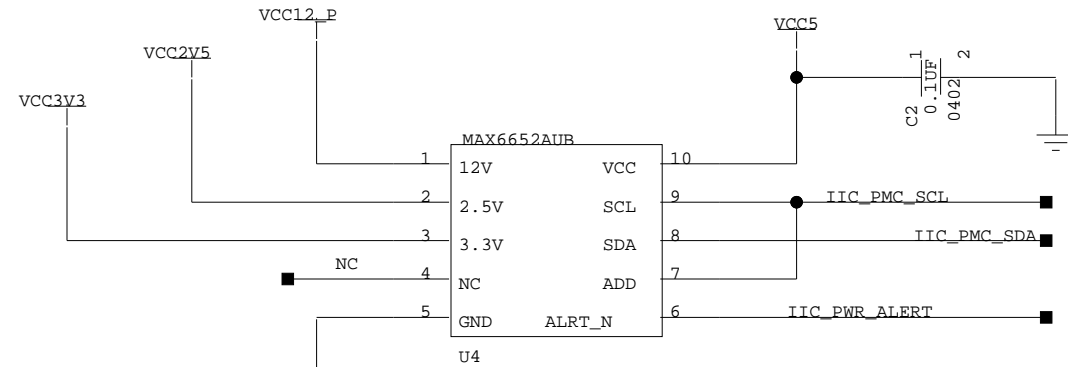 VCC12_P
VCC5
VCC2V5
VCC3V3
1
2
0.1UF
C2
0402
MAX6652AUB
1
12V
VCC
10
2
2.5V
SCL
9
IIC_PMC_SCL
3
3.3V
SDA
8
IIC_PMC_SDA
NC
4
NC
ADD
7
5
GND
ALRT_N
6
IIC_PWR_ALERT
U4